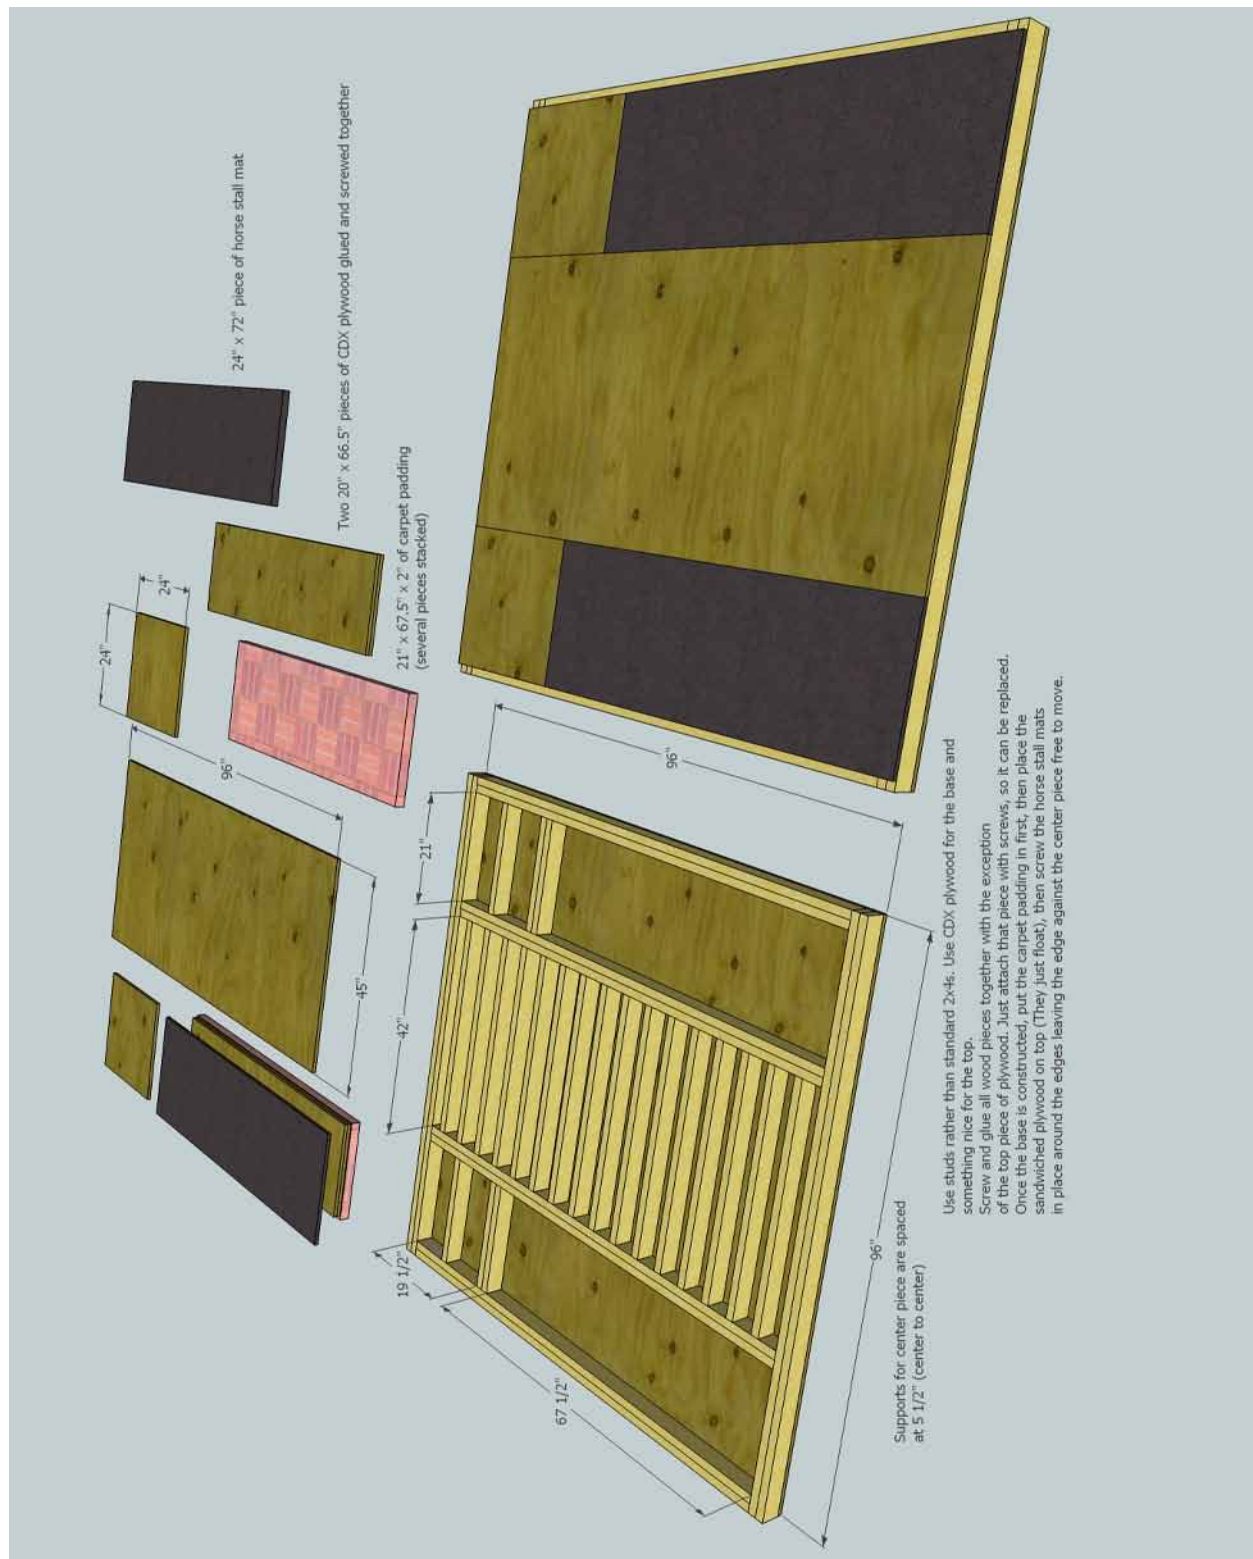 24" x 72" piece of horse stall mat
Two 20" x 66.5" pieces of CDX plywood glued and screwed together
21" x 67.5" x 2" of carpet padding
(several pieces stacked)
24"
24"
96"
45"
42"
21"
19 1/2"
67 1/2"
96"
96"
Supports for center piece are spaced
at 5 1/2" (center to center)
Use studs rather than standard 2x4s. Use CDX plywood for the base and
something nice for the top.
Screw and glue all wood pieces together with the exception
of the top piece of plywood. Just attach that piece with screws, so it can be replaced.
Once the base is constructed, put the carpet padding in first, then place the
sandwiched plywood on top (They just float), then screw the horse stall mats
in place around the edges leaving the edge against the center piece free to move.